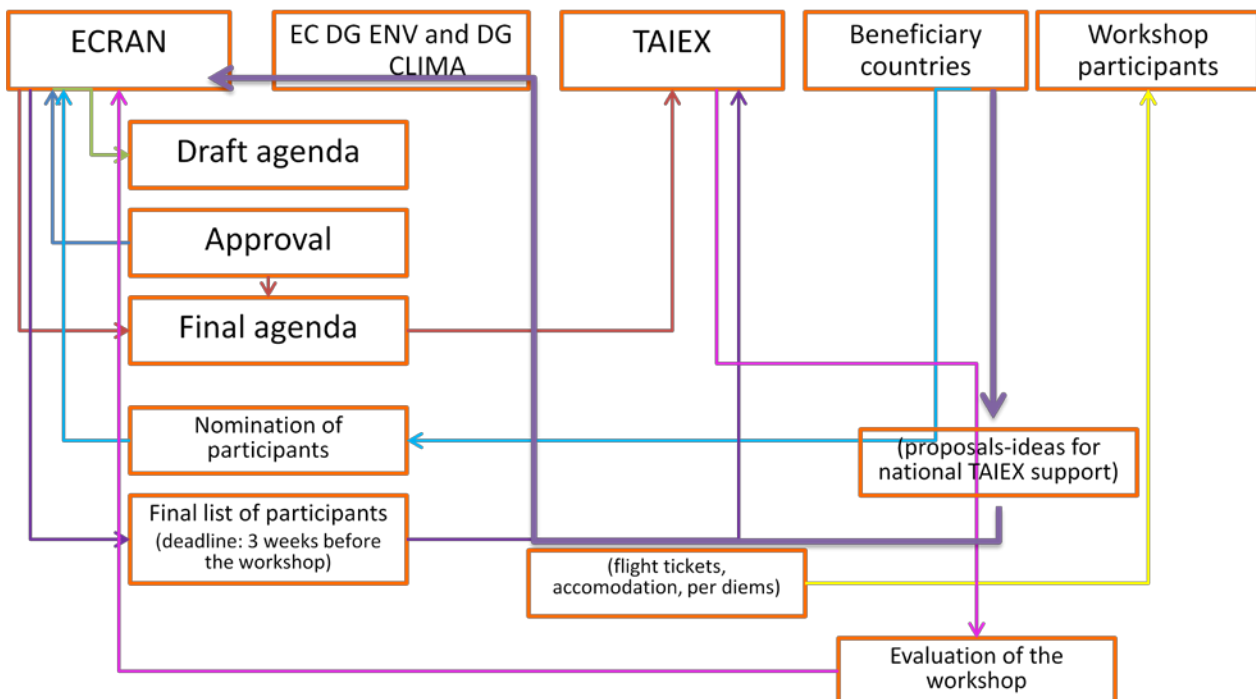 ECRAN
EC DG ENV and DG
CLIMA
TAIEX
Beneficiary
countries
Workshop
participants
Draft agenda
Approval
Final agenda
Nomination of
participants
(proposals-ideas for
national TAIEX support)
Final list of participants
(deadline: 3 weeks before
the workshop)
(flight tickets,
accomodation, per diems)
Evaluation of the
workshop